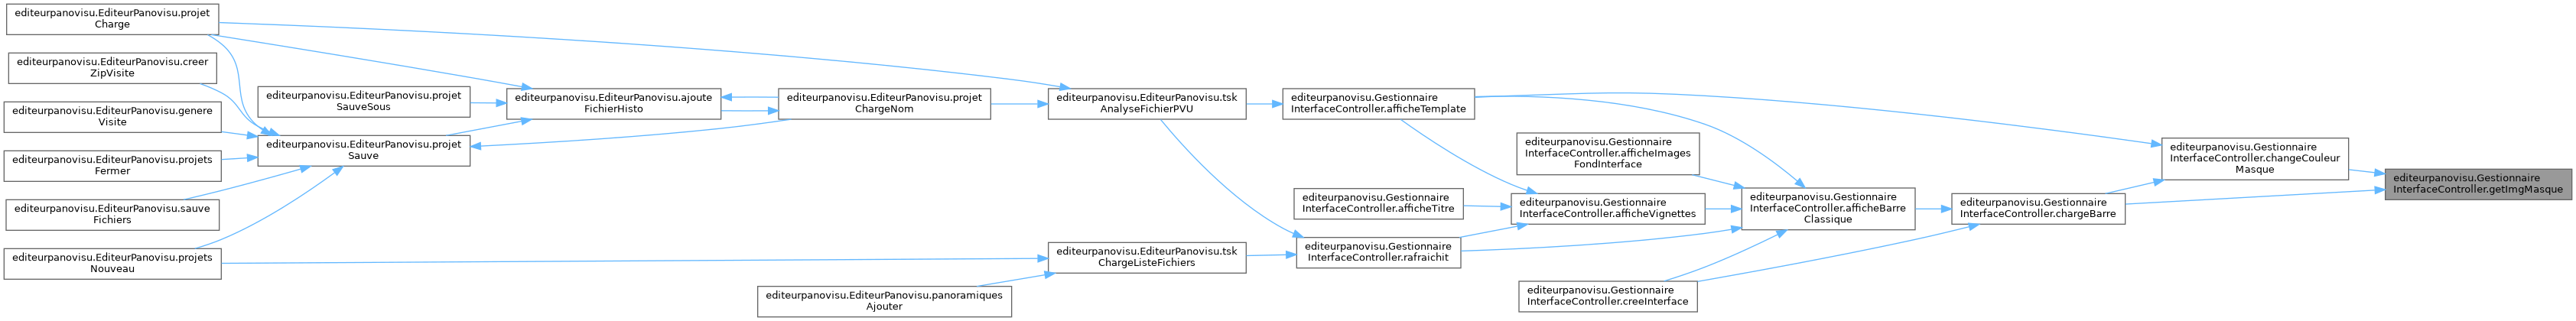 editeurpanovisu.EditeurPanovisu.projet
Charge
editeurpanovisu.EditeurPanovisu.creer
ZipVisite
editeurpanovisu.EditeurPanovisu.genere
Visite
editeurpanovisu.EditeurPanovisu.projets
Fermer
editeurpanovisu.EditeurPanovisu.sauve
Fichiers
editeurpanovisu.EditeurPanovisu.projets
Nouveau
editeurpanovisu.EditeurPanovisu.projet
SauveSous
editeurpanovisu.EditeurPanovisu.projet
Sauve
editeurpanovisu.EditeurPanovisu.ajoute
FichierHisto
editeurpanovisu.EditeurPanovisu.projet
ChargeNom
editeurpanovisu.EditeurPanovisu.panoramiques
Ajouter
editeurpanovisu.EditeurPanovisu.tsk
AnalyseFichierPVU
editeurpanovisu.EditeurPanovisu.tsk
ChargeListeFichiers
editeurpanovisu.Gestionnaire
InterfaceController.afficheTemplate
editeurpanovisu.Gestionnaire
InterfaceController.afficheTitre
editeurpanovisu.Gestionnaire
InterfaceController.rafraichit
editeurpanovisu.Gestionnaire
InterfaceController.afficheImages
FondInterface
editeurpanovisu.Gestionnaire
InterfaceController.afficheVignettes
editeurpanovisu.Gestionnaire
InterfaceController.creeInterface
editeurpanovisu.Gestionnaire
InterfaceController.afficheBarre
Classique
editeurpanovisu.Gestionnaire
InterfaceController.chargeBarre
editeurpanovisu.Gestionnaire
InterfaceController.changeCouleur
Masque
editeurpanovisu.Gestionnaire
InterfaceController.getImgMasque